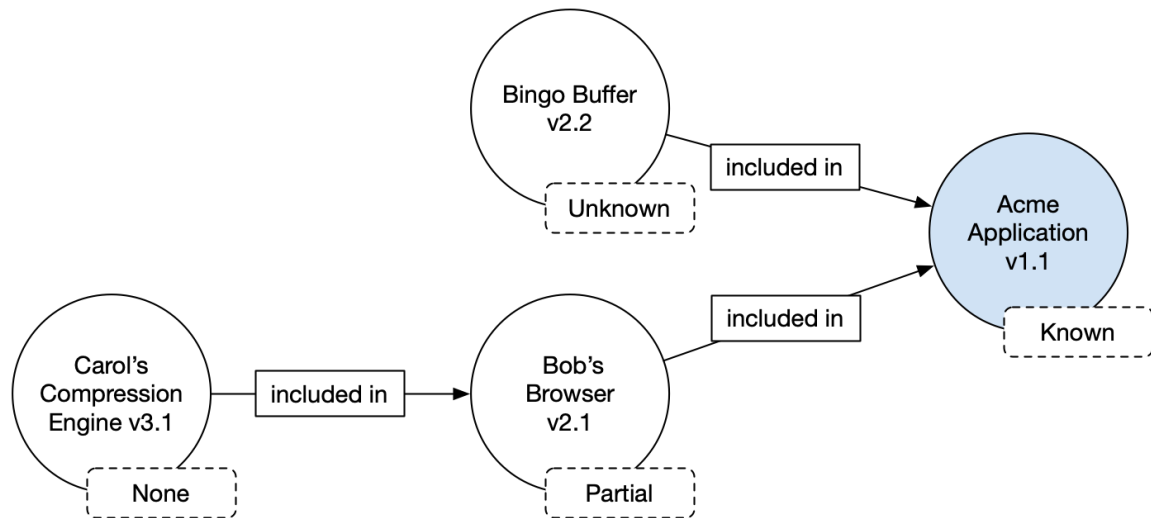 Bingo Buffer
v2.2
Unknown
included in
Acme
Application
v1.1
Known
included in
Carol’s
Compression
Engine v3.1
None
included in
Bob’s
Browser
v2.1
Partial